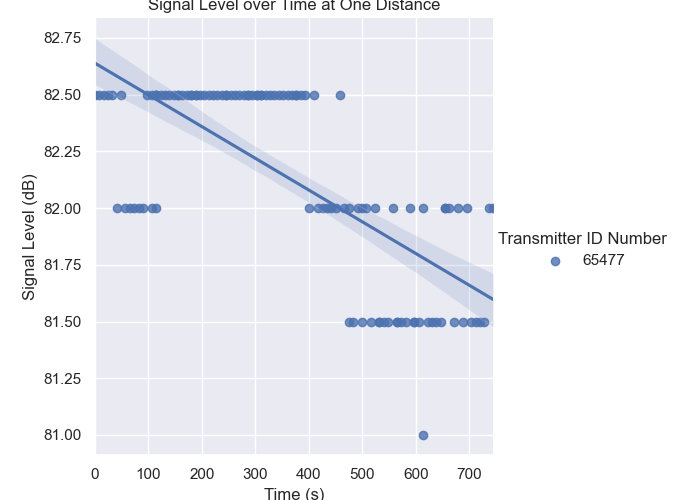 Signal Level over Time at One Distance
82.75
82.50
82.25
82.00
81.75
81.50
81.25
81.00
Signal Level (dB)
0 100 200 300 400 500 600 700
Time (s)
Transmitter ID Number
65477